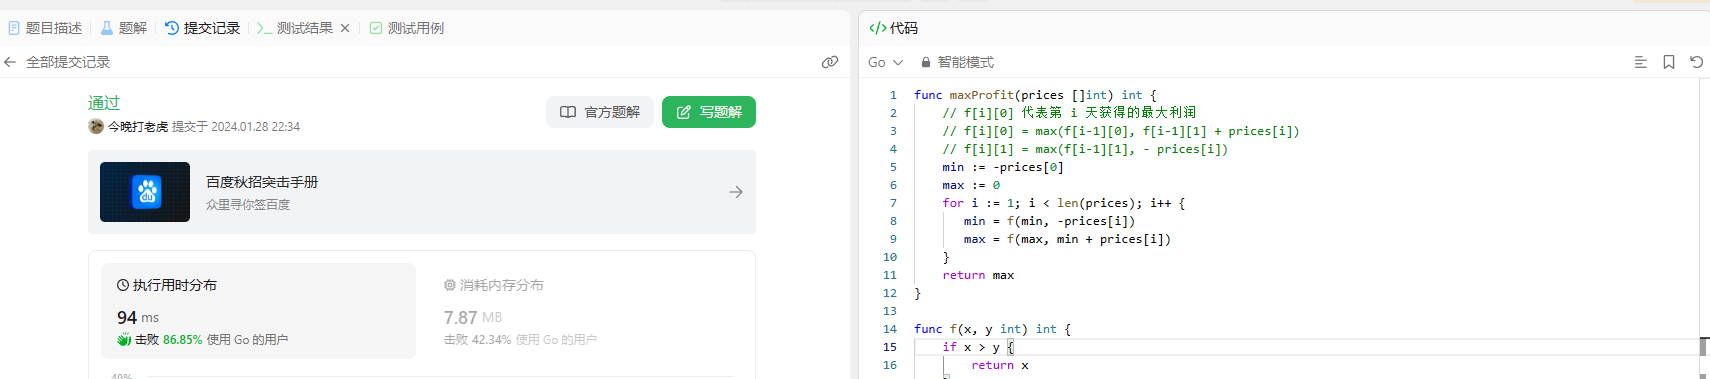 题目描述 题解 提交记录 测试结果 测试用例
全部提交记录
通过
今晚打老虎 提交于 2024.01.28 22:34
官方题解 写题解
百度秋招突击手册
众里寻你签百度
du
执行用时分布
94 ms
击败 86.85% 使用 Go 的用户
消耗内存分布
7.87 MB
击败 42.34% 使用 Go 的用户
40%
代码
Go 智能模式
1 func maxProfit(prices []int) int {
2 // f[i][0] 代表第 i 天获得的最大利润
3 // f[i][0] = max(f[i-1][0], f[i-1][1] + prices[i])
4 // f[i][1] = max(f[i-1][1], - prices[i])
5 min := -prices[0]
6 max := 0
7 for i := 1; i < len(prices); i++ {
8 min = f(min, -prices[i])
9 max = f(max, min + prices[i])
10 }
11 return max
12 }
13
14 func f(x, y int) int {
15 if x > y {
16 return x